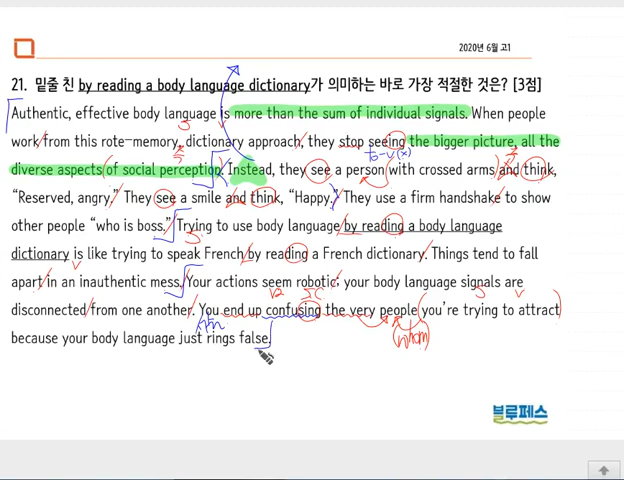 2020년 6월 고1
21. 밑줄 친 by reading a body language dictionary가 의미하는 바로 가장 적절한 것은? [3점]
Authentic, effective body language is more than the sum of individual signals. When people
work from this rote-memory, dictionary approach, they stop seeing the bigger picture, all the
to-v(x)
diverse aspects of social perception. Instead, they see a person with crossed arms and think,
“Reserved, angry.” They see a smile and think, “Happy.” They use a firm handshake to show
other people “who is boss.” Trying to use body language by reading a body language
S
dictionary is like trying to speak French by reading a French dictionary. Things tend to fall
V
apart in an inauthentic mess. Your actions seem robotic; your body language signals are
disconnected from one another. You end up confusing the very people you’re trying to attract
(whom)
because your body language just rings false.
블루페스